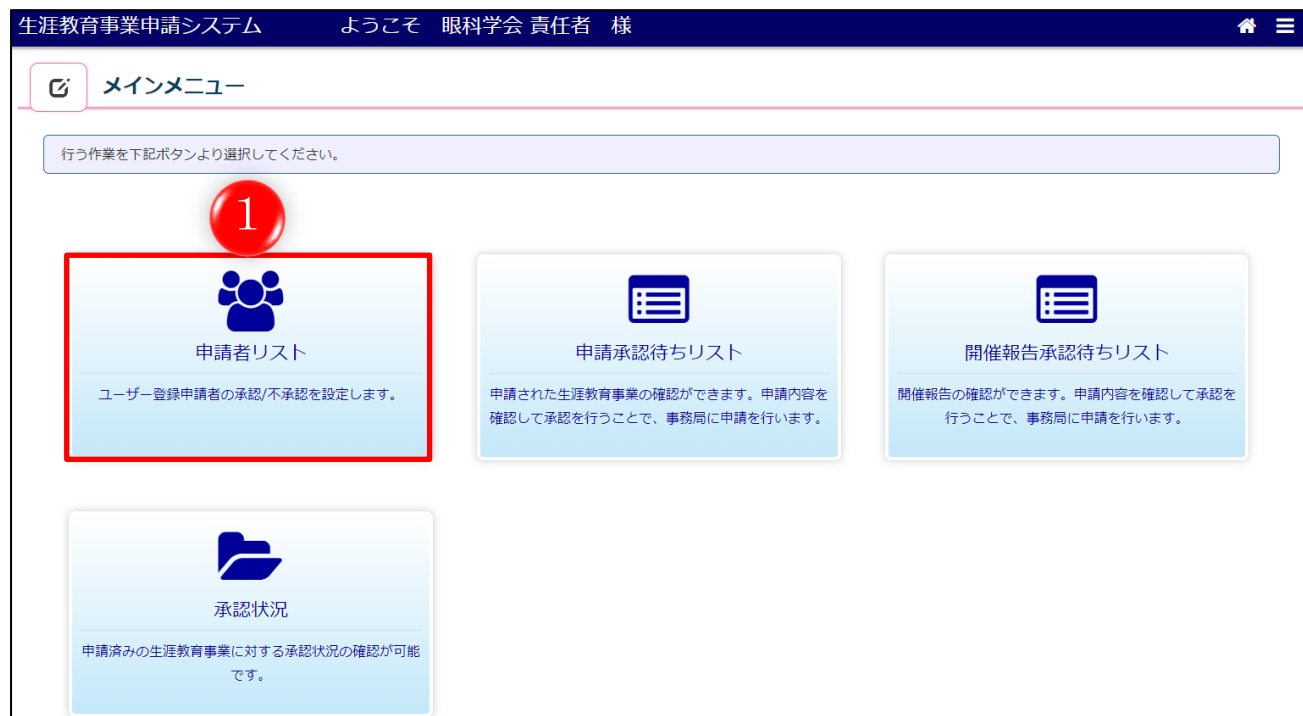 生涯教育事業申請システム ようこそ 眼科学会 責任者 様
メインメニュー
行う作業を下記ボタンより選択してください。
1
申請者リスト
ユーザー登録申請者の承認/不承認を設定します。
申請承認待ちリスト
申請された生涯教育事業の確認ができます。申請内容を
確認して承認を行うことで、事務局に申請を行います。
開催報告承認待ちリスト
開催報告の確認ができます。申請内容を確認して承認を
行うことで、事務局に申請を行います。
承認状況
申請済みの生涯教育事業に対する承認状況の確認が可能
です。